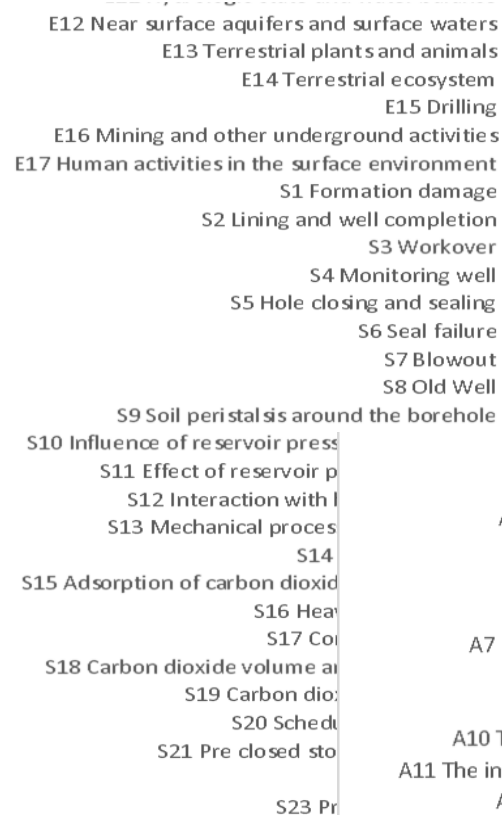 E12 Near surface aquifers and surface waters
E13 Terrestrial plants and animals
E14 Terrestrial ecosystem
E15 Drilling
E16 Mining and other underground activities
E17 Human activities in the surface environment
S1 Formation damage
S2 Lining and well completion
S3 Workover
S4 Monitoring well
S5 Hole closing and sealing
S6 Seal failure
S7 Blowout
S8 Old Well
S9 Soil peristalsis around the borehole
S10 Influence of reservoir press
S11 Effect of reservoir p
S12 Interaction with
S13 Mechanical proces
S14
S15 Adsorption of carbon dioxid
S16 Hea
S17 Co
A7
S18 Carbon dioxide volume a
S19 Carbon dio
S20 Sched
A10 T
S21 Pre closed sto
A11 The in
S23 Pr